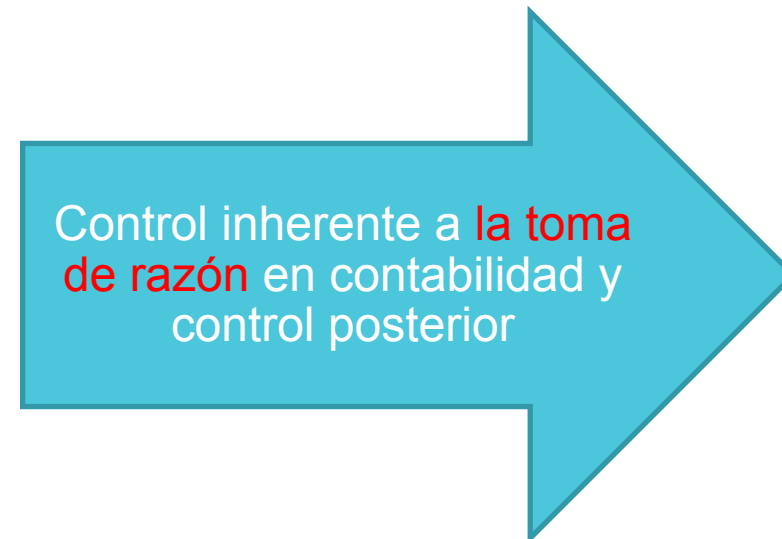 Control inherente a la toma
de razón en contabilidad y
control posterior